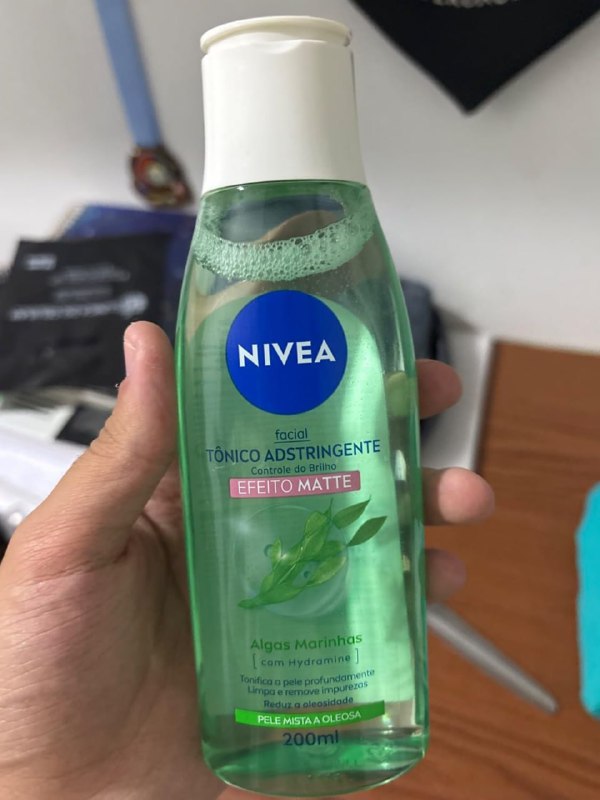 NIVEA
facial
TÔNICO ADSTRINGENTE
Controle do Brilho
EFEITO MATTE
Algas Marinhas
[ com Hydramine ]
Tonifica a pele profundamente
Limpa e remove impurezas
Reduz a oleosidade
PELE MISTA A OLEOSA
200ml